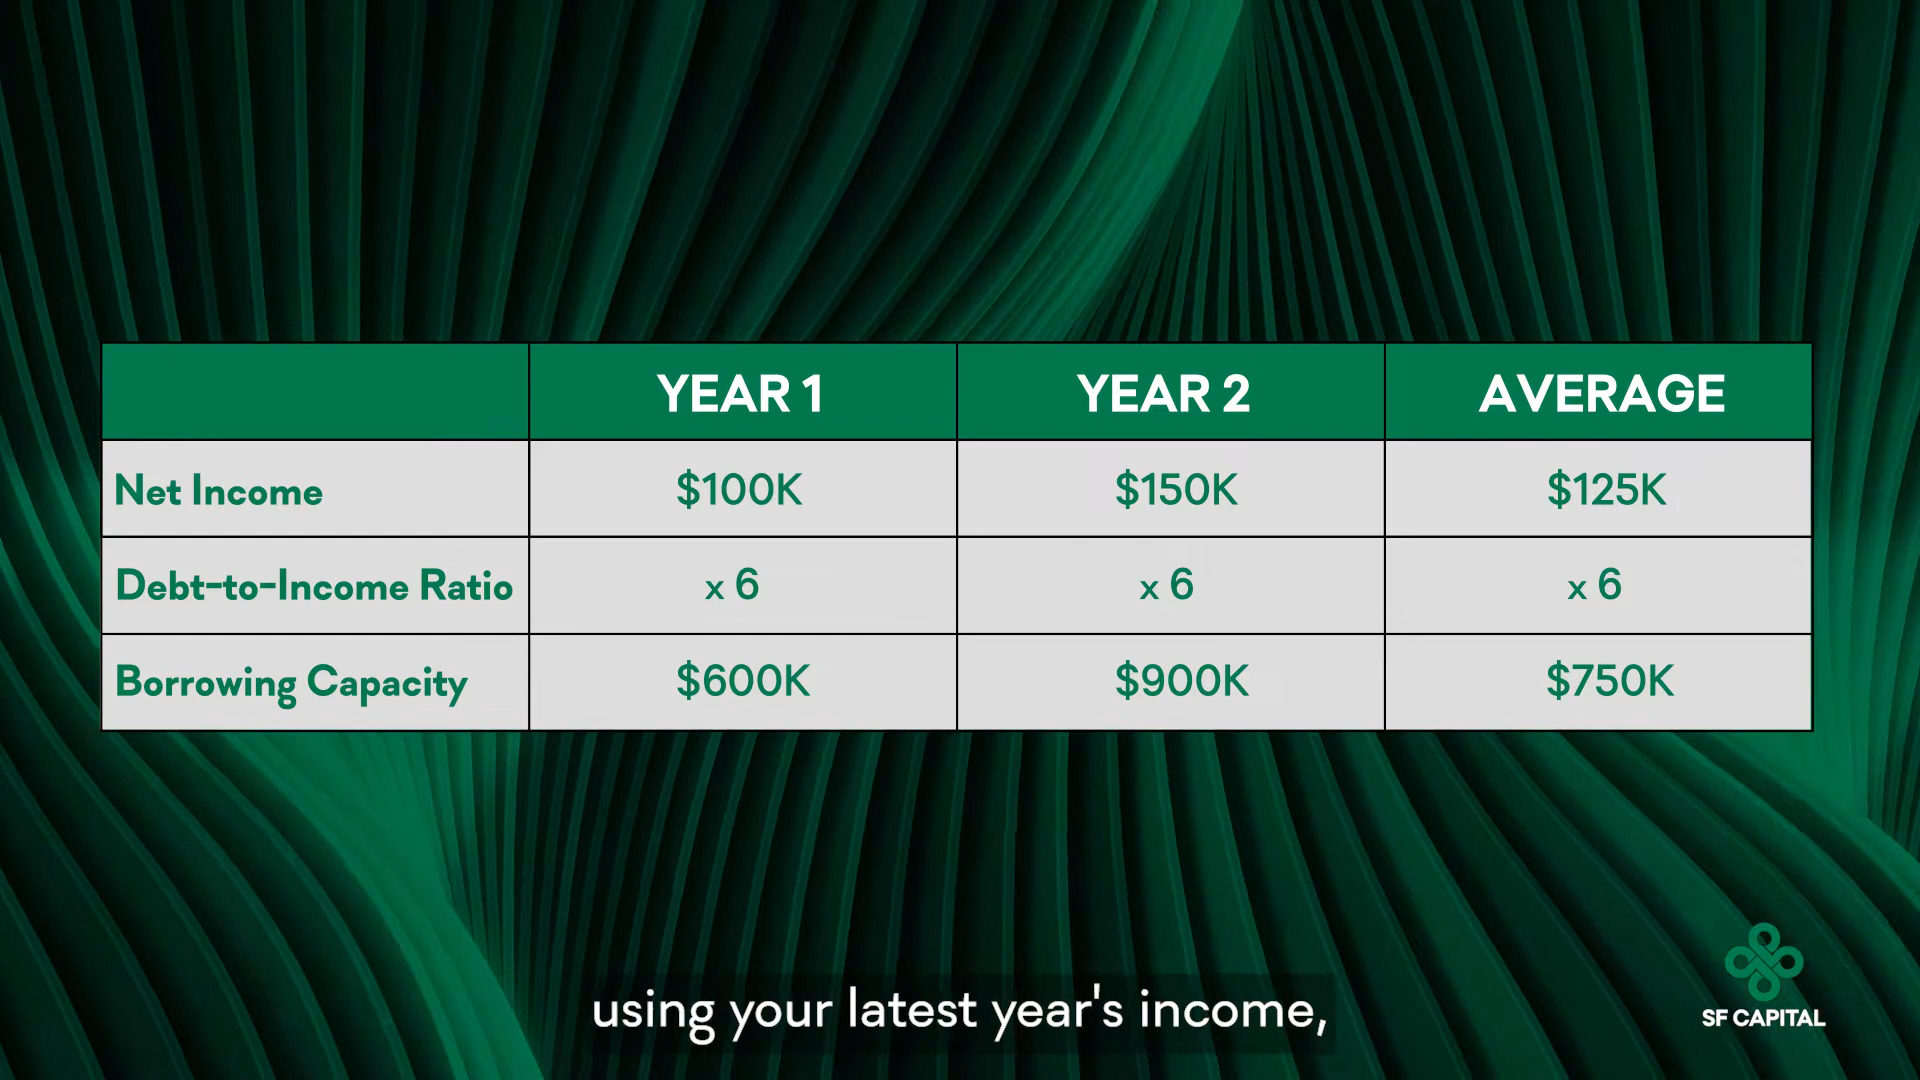 YEAR 1 YEAR 2 AVERAGE
Net Income $100K $150K $125K
Debt-to-Income Ratio x 6 x 6 x 6
Borrowing Capacity $600K $900K $750K
using your latest year's income,
SF CAPITAL